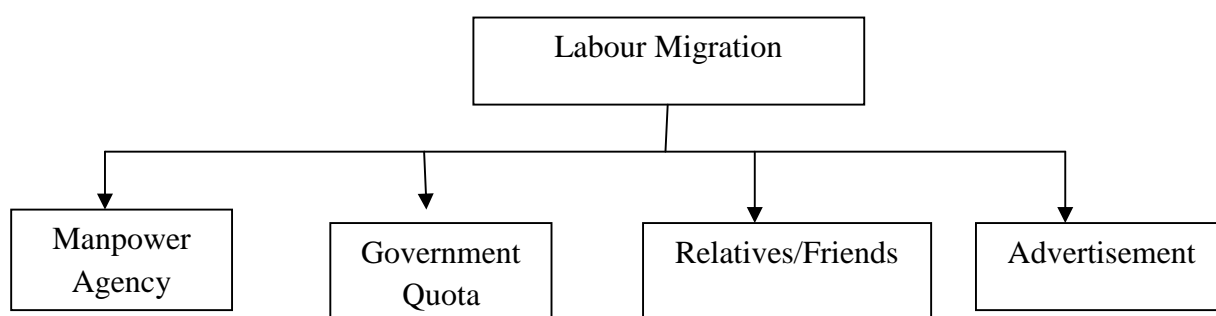 Labour Migration
Manpower
Agency
Government
Quota
Relatives/Friends
Advertisement